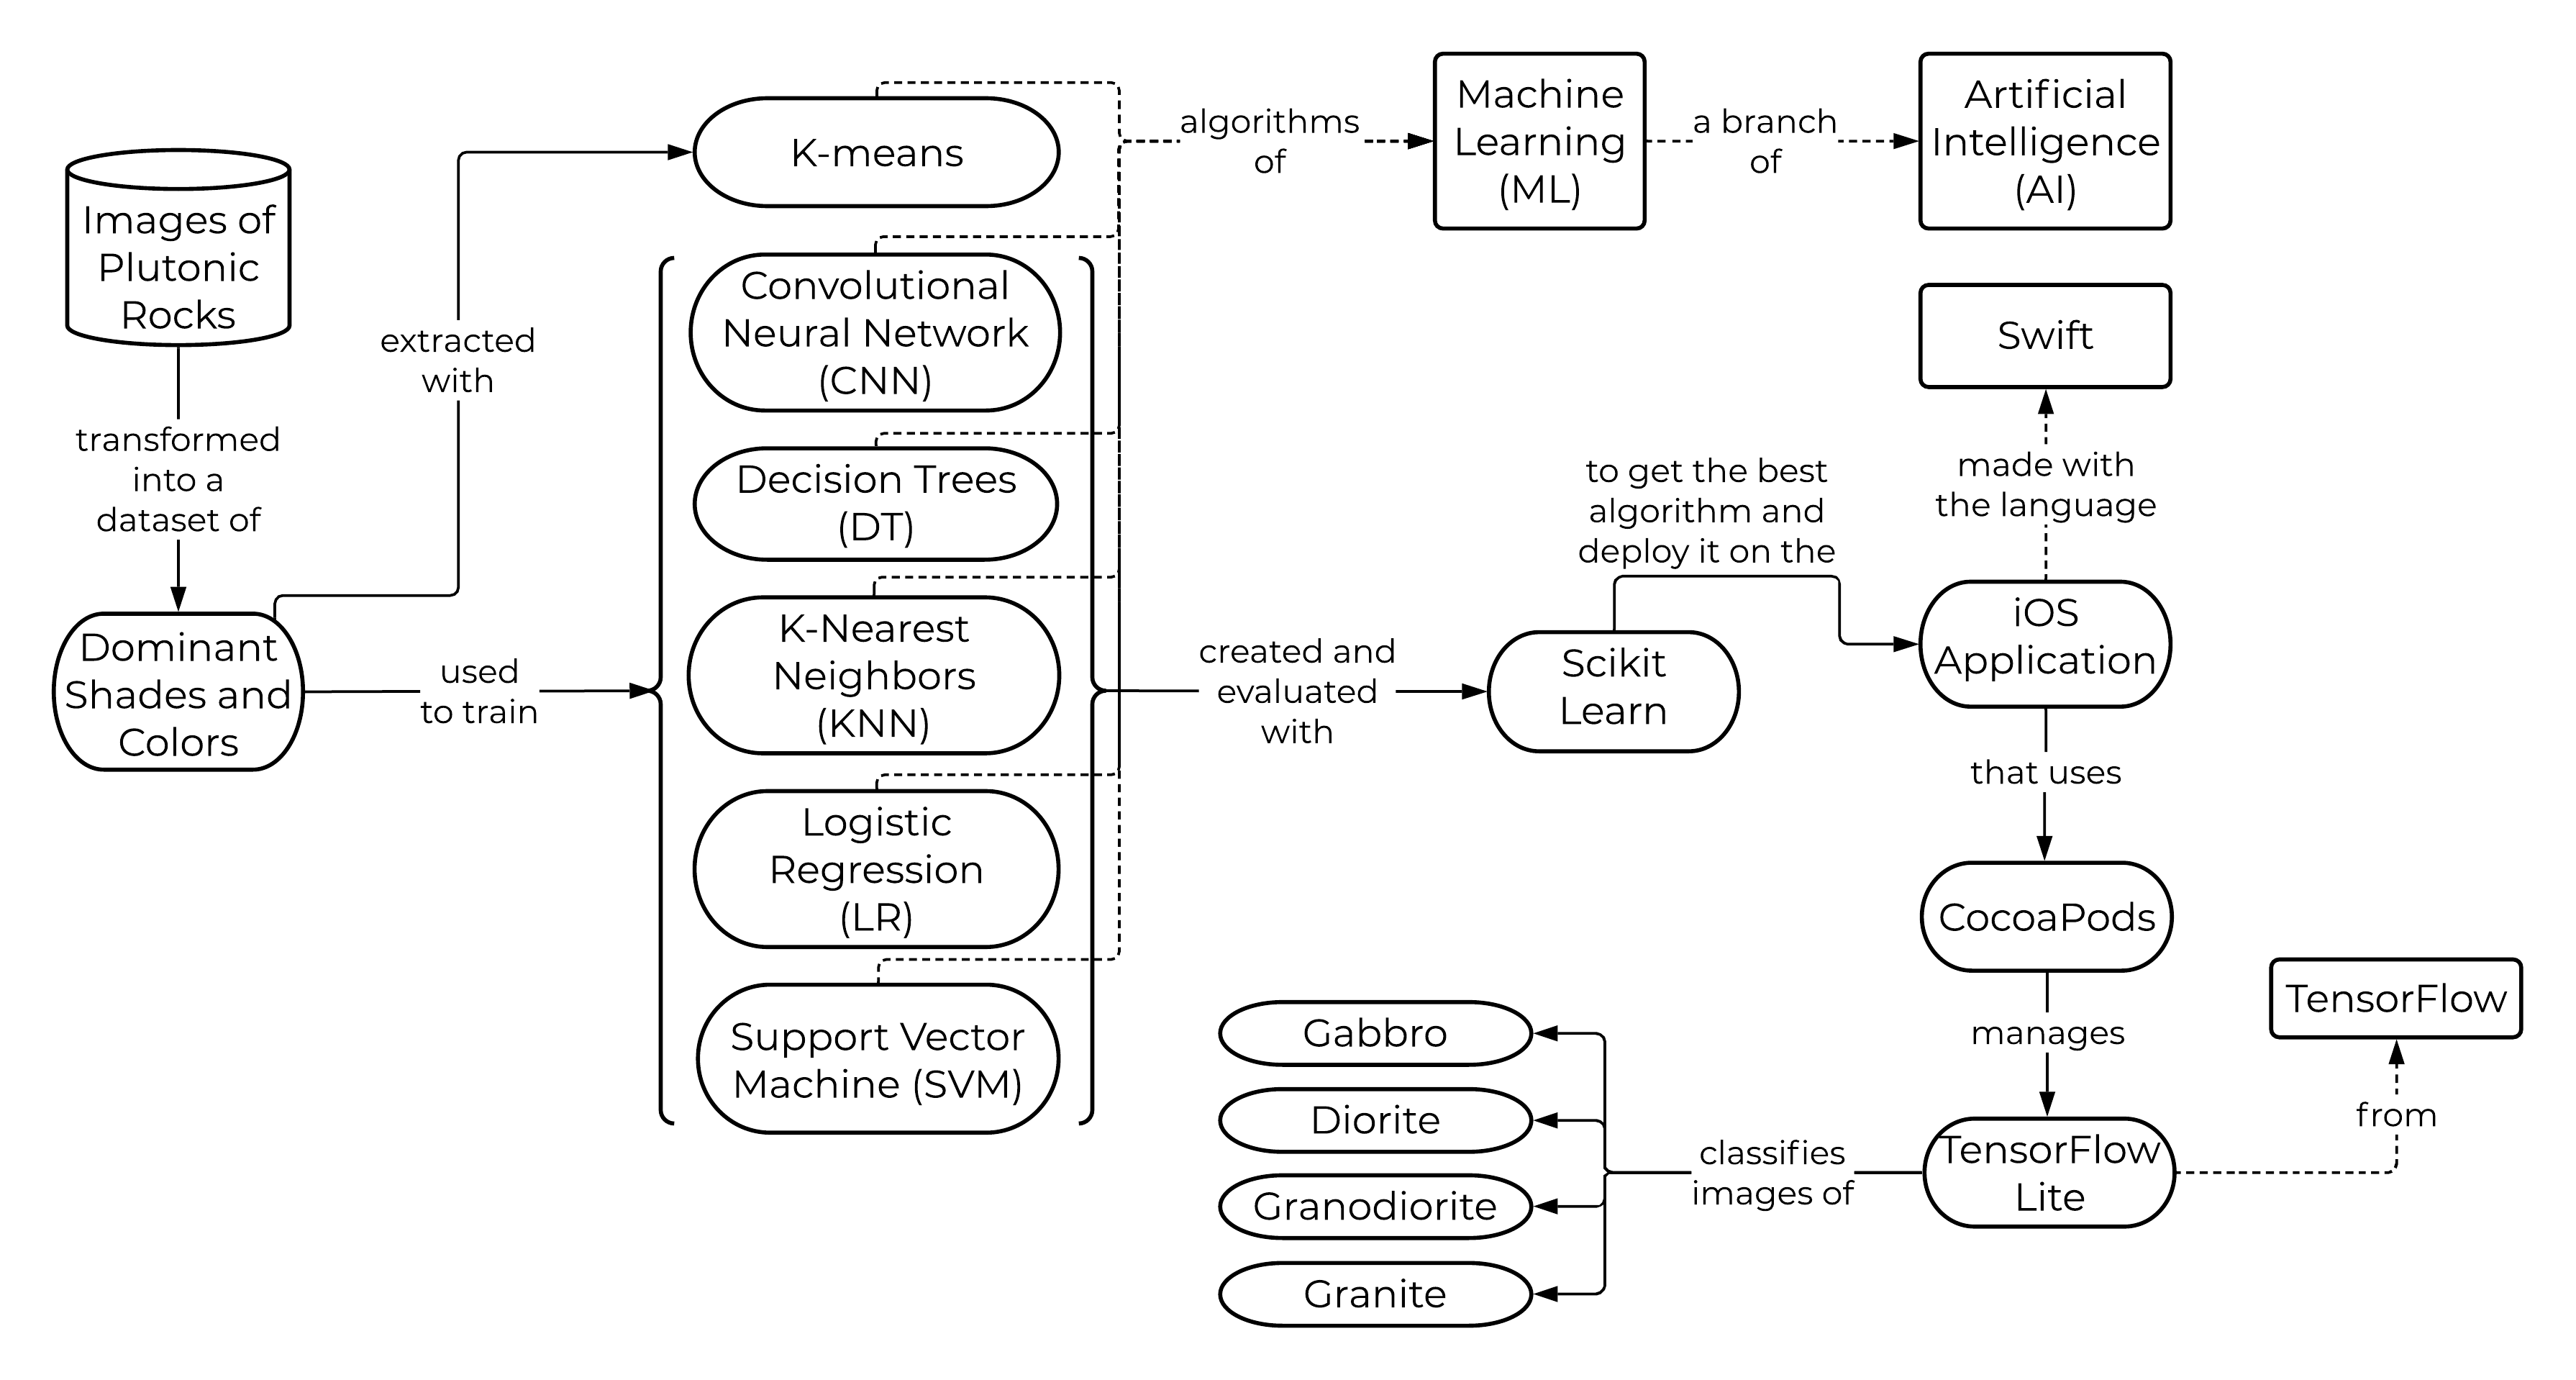 Images of
Plutonic
Rocks
transformed
into a
dataset of
Dominant
Shades and
Colors
extracted
with
used
to train
K-means
Convolutional
Neural Network
(CNN)
Decision Trees
(DT)
K-Nearest
Neighbors
(KNN)
Logistic
Regression
(LR)
Support Vector
Machine (SVM)
algorithms
of
Machine
Learning
(ML)
a branch
of
Artificial
Intelligence
(AI)
created and
evaluated
with
Scikit
Learn
to get the best
algorithm and
deploy it on the
iOS
Application
made with
the language
Swift
that uses
CocoaPods
manages
TensorFlow
Lite
from
TensorFlow
classifies
images of
Gabbro
Diorite
Granodiorite
Granite